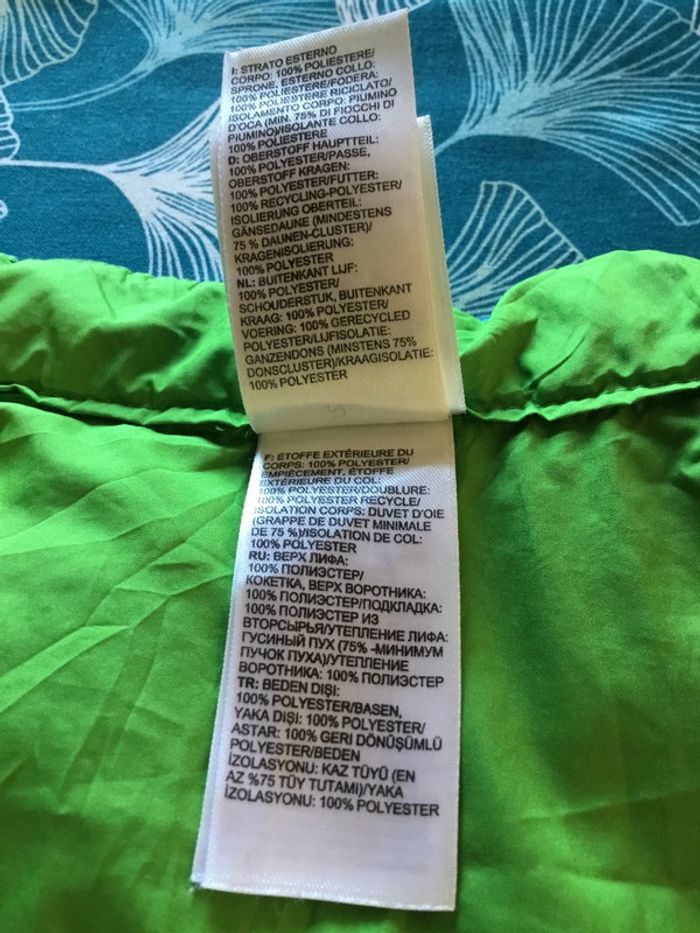 I: STRATO ESTERNO
CORPO: 100% POLIESTERE/
SPRONE, ESTERNO COLLO:
100% POLIESTERE/FODERA:
100% POLIESTERE RICICLATO/
ISOLAMENTO CORPO: PIUMINO
D'OCA (MIN. 75% DI FIOCCHI DI
PIUMINO)/ISOLANTE COLLO:
100% POLIESTERE
D: OBERSTOFF HAUPTTEIL:
100% POLYESTER/PASSE,
OBERSTOFF KRAGEN:
100% POLYESTER/FUTTER:
100% RECYCLING-POLYESTER/
ISOLIERUNG OBERTEIL:
GÄNSEDAUNE (MINDESTENS
75 % DAUNEN-CLUSTER)/
KRAGENISOLIERUNG:
100% POLYESTER
NL: BUITENKANT LIJF:
100% POLYESTER/
SCHOUDERSTUK, BUITENKANT
KRAAG: 100% POLYESTER/
VOERING: 100% GERECYCLED
POLYESTER/LIJFISOLATIE:
GANZENDONS (MINSTENS 75%
DONSCLUSTER)/KRAAGISOLATIE:
100% POLYESTER
F: ÉTOFFE EXTÉRIEURE DU
CORPS: 100% POLYESTER/
EMPIÈCEMENT, ÉTOFFE
EXTÉRIEURE DU COL:
100% POLYESTER/DOUBLURE:
100% POLYESTER RECYCLE/
ISOLATION CORPS: DUVET D'OIE
(GRAPPE DE DUVET MINIMALE
DE 75 %)/ISOLATION DE COL:
100% POLYESTER
RU: ВЕРХ ЛИФА:
100% ПОЛИЭСТЕР/
КОКЕТКА, ВЕРХ ВОРОТНИКА:
100% ПОЛИЭСТЕР/ПОДКЛАДКА:
100% ПОЛИЭСТЕР ИЗ
ВТОРСЫРЬЯ/УТЕПЛЕНИЕ ЛИФА:
ГУСИНЫЙ ПУХ (75% -МИНИМУМ
ПУЧОК ПУХА)/УТЕПЛЕНИЕ
ВОРОТНИКА: 100% ПОЛИЭСТЕР
TR: BEDEN DIŞI:
100% POLYESTER/BASEN,
YAKA DIŞI: 100% POLYESTER/
ASTAR: 100% GERİ DÖNÜŞÜMLÜ
POLYESTER/BEDEN
İZOLASYONU: KAZ TÜYÜ (EN
AZ %75 TÜY TUTAMI)/YAKA
İZOLASYONU: 100% POLYESTER